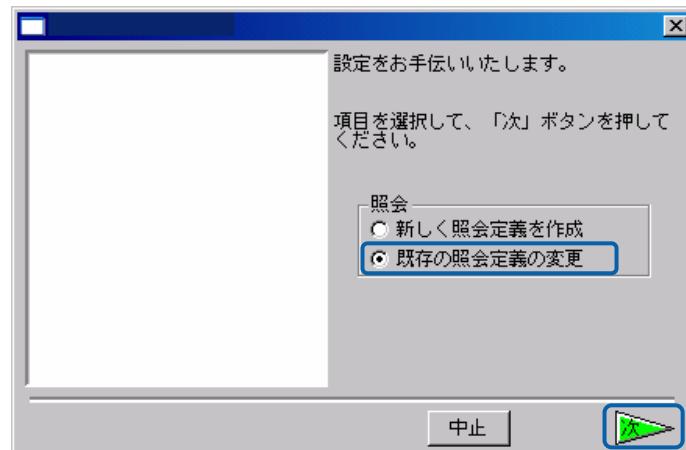 設定をお手伝いいたします。
項目を選択して、「次」ボタンを押して
ください。
照会
新しく照会定義を作成
既存の照会定義の変更
中止
次